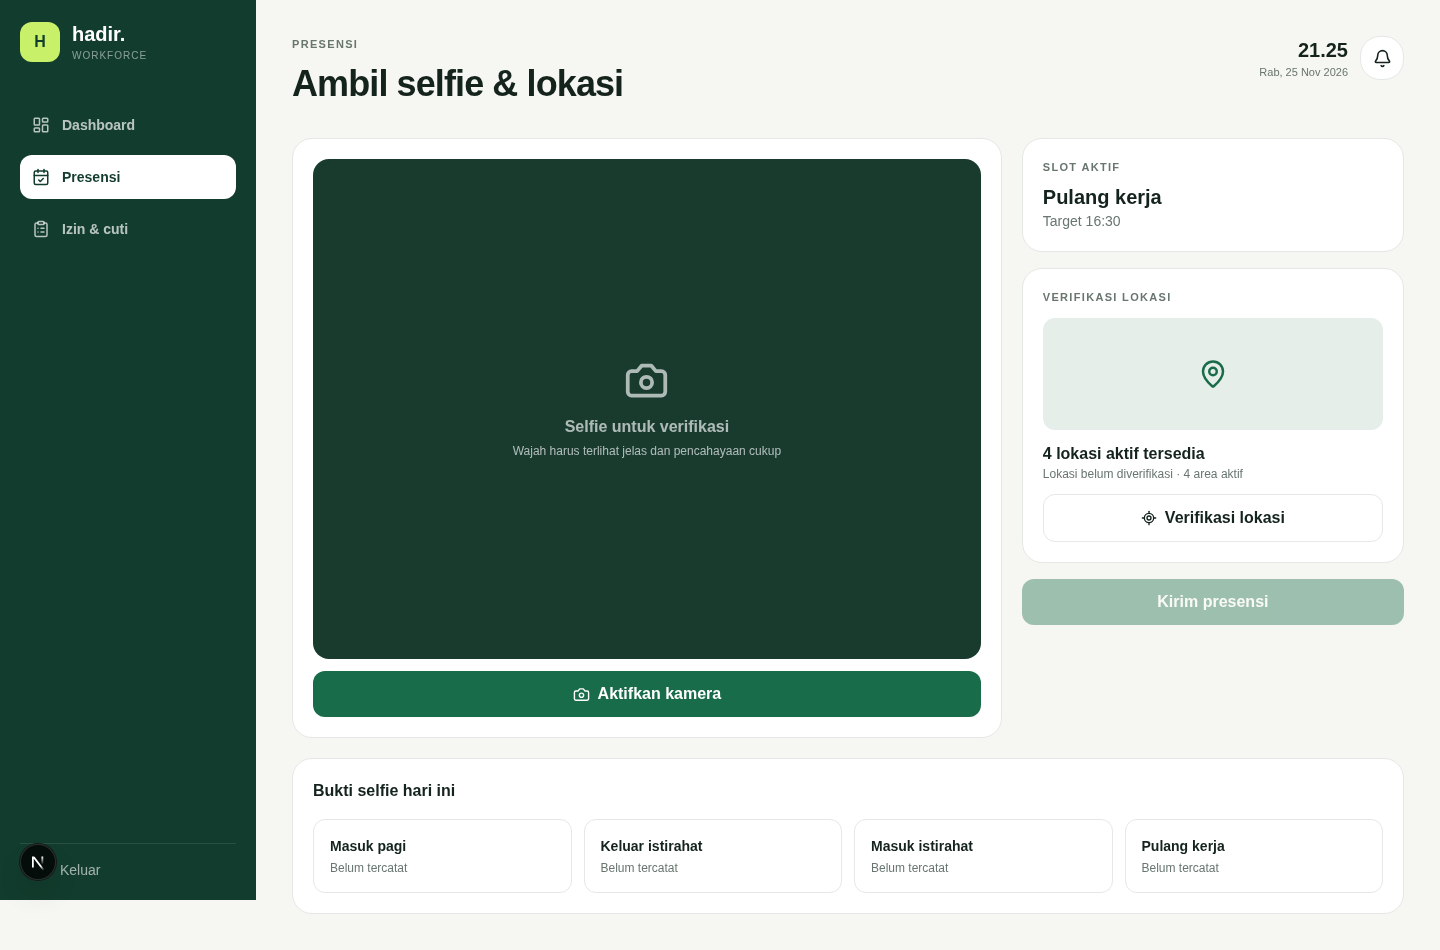 H
hadir.
WORKFORCE
Dashboard
Presensi
Izin & cuti
N
Keluar
PRESENSI
Ambil selfie & lokasi
21.25
Rab, 25 Nov 2026
Selfie untuk verifikasi
Wajah harus terlihat jelas dan pencahayaan cukup
Aktifkan kamera
SLOT AKTIF
Pulang kerja
Target 16:30
VERIFIKASI LOKASI
4 lokasi aktif tersedia
Lokasi belum diverifikasi · 4 area aktif
Verifikasi lokasi
Kirim presensi
Bukti selfie hari ini
Masuk pagi
Belum tercatat
Keluar istirahat
Belum tercatat
Masuk istirahat
Belum tercatat
Pulang kerja
Belum tercatat